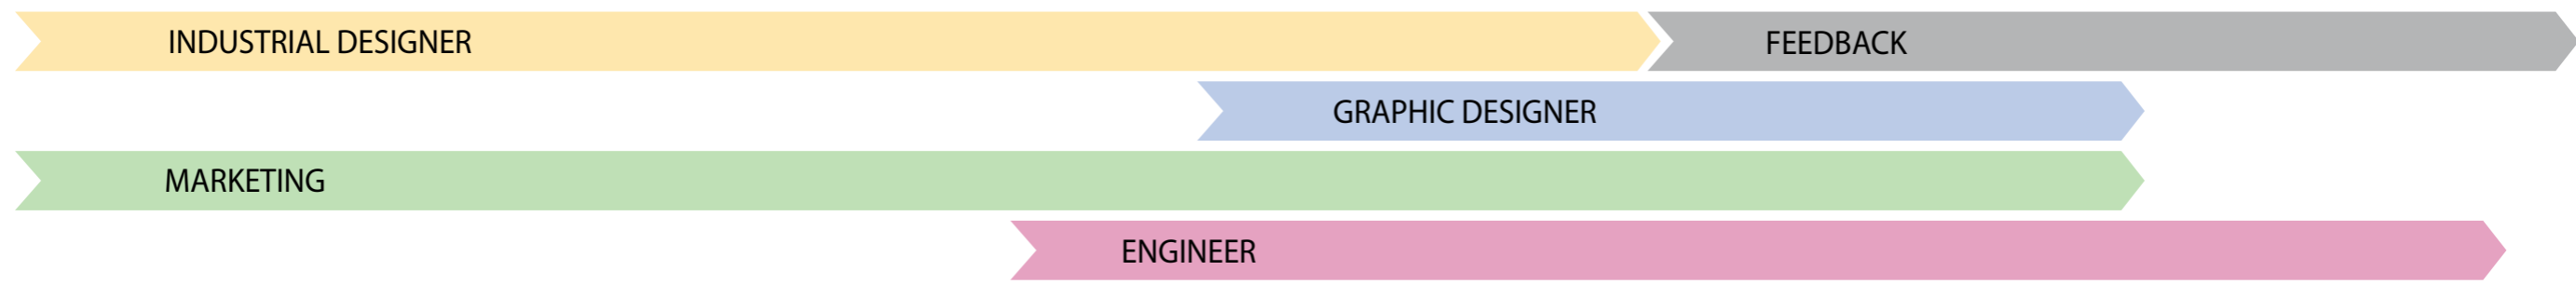 INDUSTRIAL DESIGNER
FEEDBACK
GRAPHIC DESIGNER
MARKETING
ENGINEER